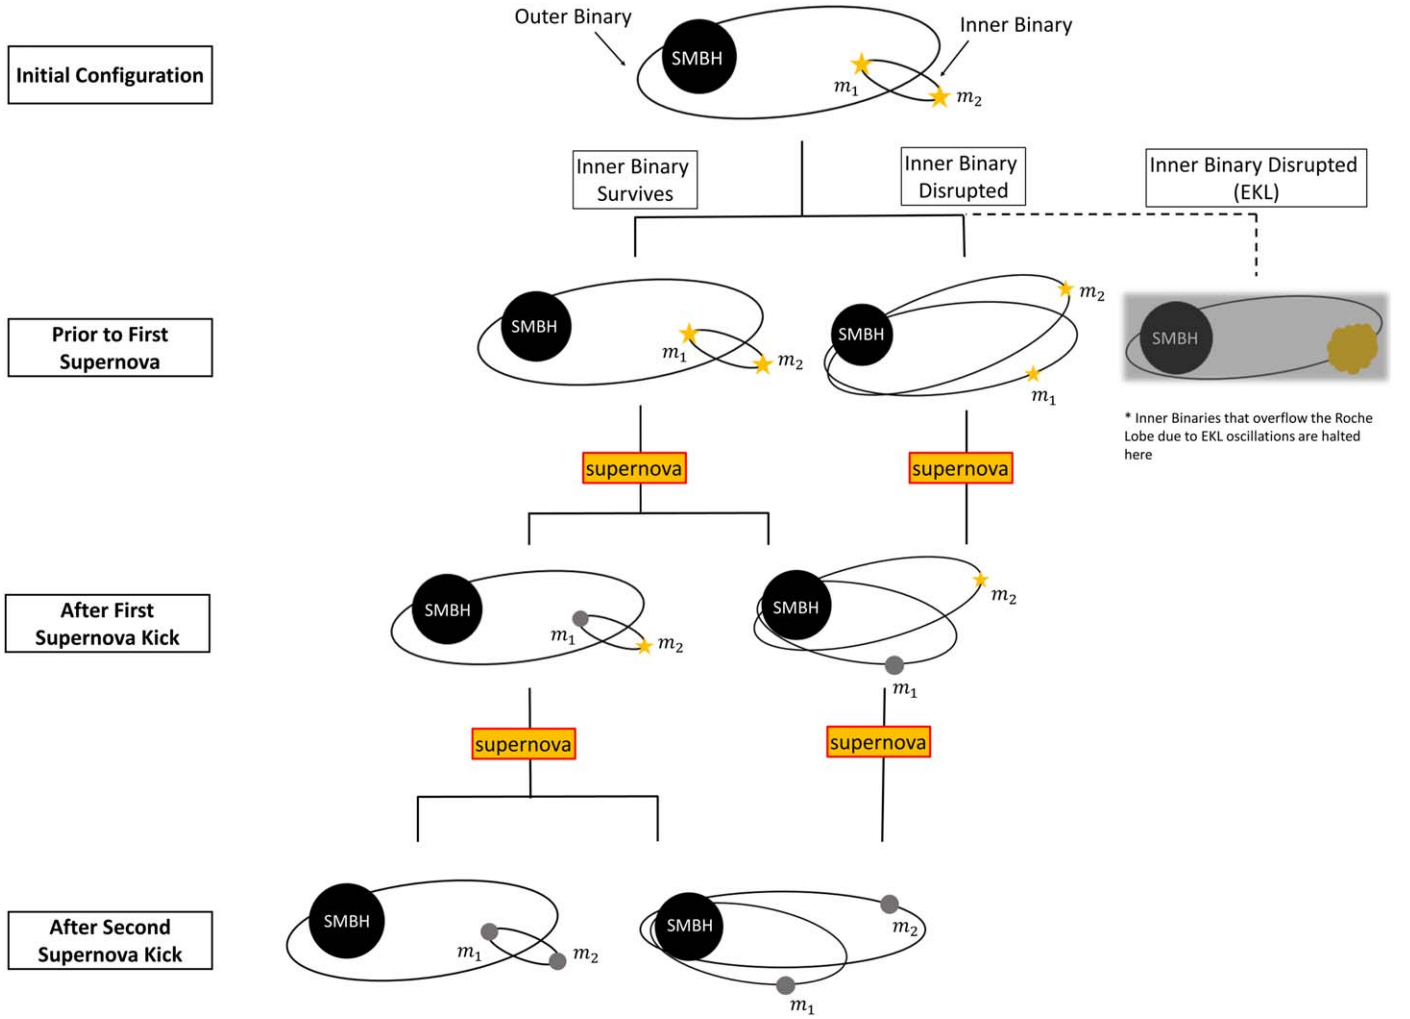 Outer Binary
Inner Binary
Initial Configuration
SMBH
m₁
m₂
Inner Binary
Survives
Inner Binary
Disrupted
Inner Binary Disrupted
(EKL)
Prior to First
Supernova
SMBH
m₁
m₂
SMBH
m₂
m₁
SMBH
* Inner Binaries that overflow the Roche
Lobe due to EKL oscillations are halted
here
supernova
supernova
After First
Supernova Kick
SMBH
m₁
m₂
SMBH
m₂
m₁
supernova
supernova
After Second
Supernova Kick
SMBH
m₁
m₂
SMBH
m₂
m₁